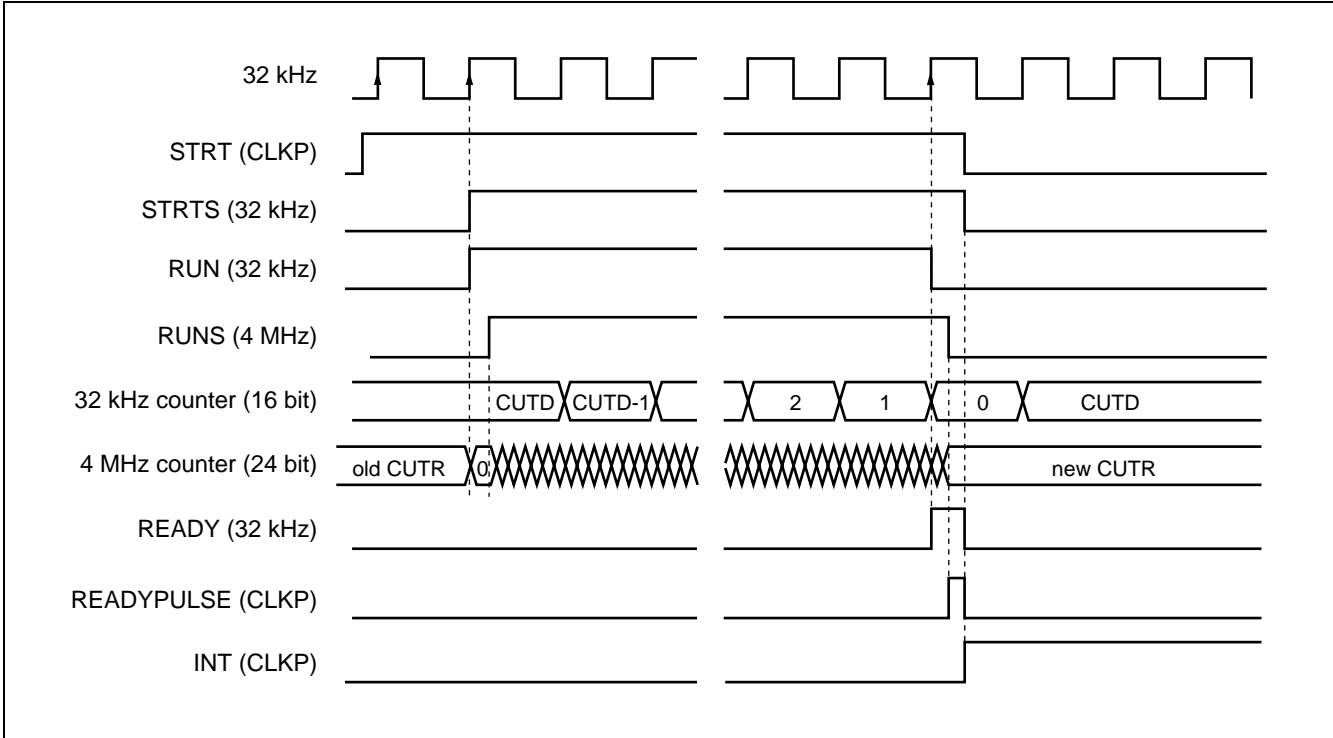 32 kHz
STRT (CLKP)
STRTS (32 kHz)
RUN (32 kHz)
RUNS (4 MHz)
32 kHz counter (16 bit) CUTD CUTD-1 2 1 0 CUTD
4 MHz counter (24 bit) old CUTR 0 new CUTR
READY (32 kHz)
READYPULSE (CLKP)
INT (CLKP)